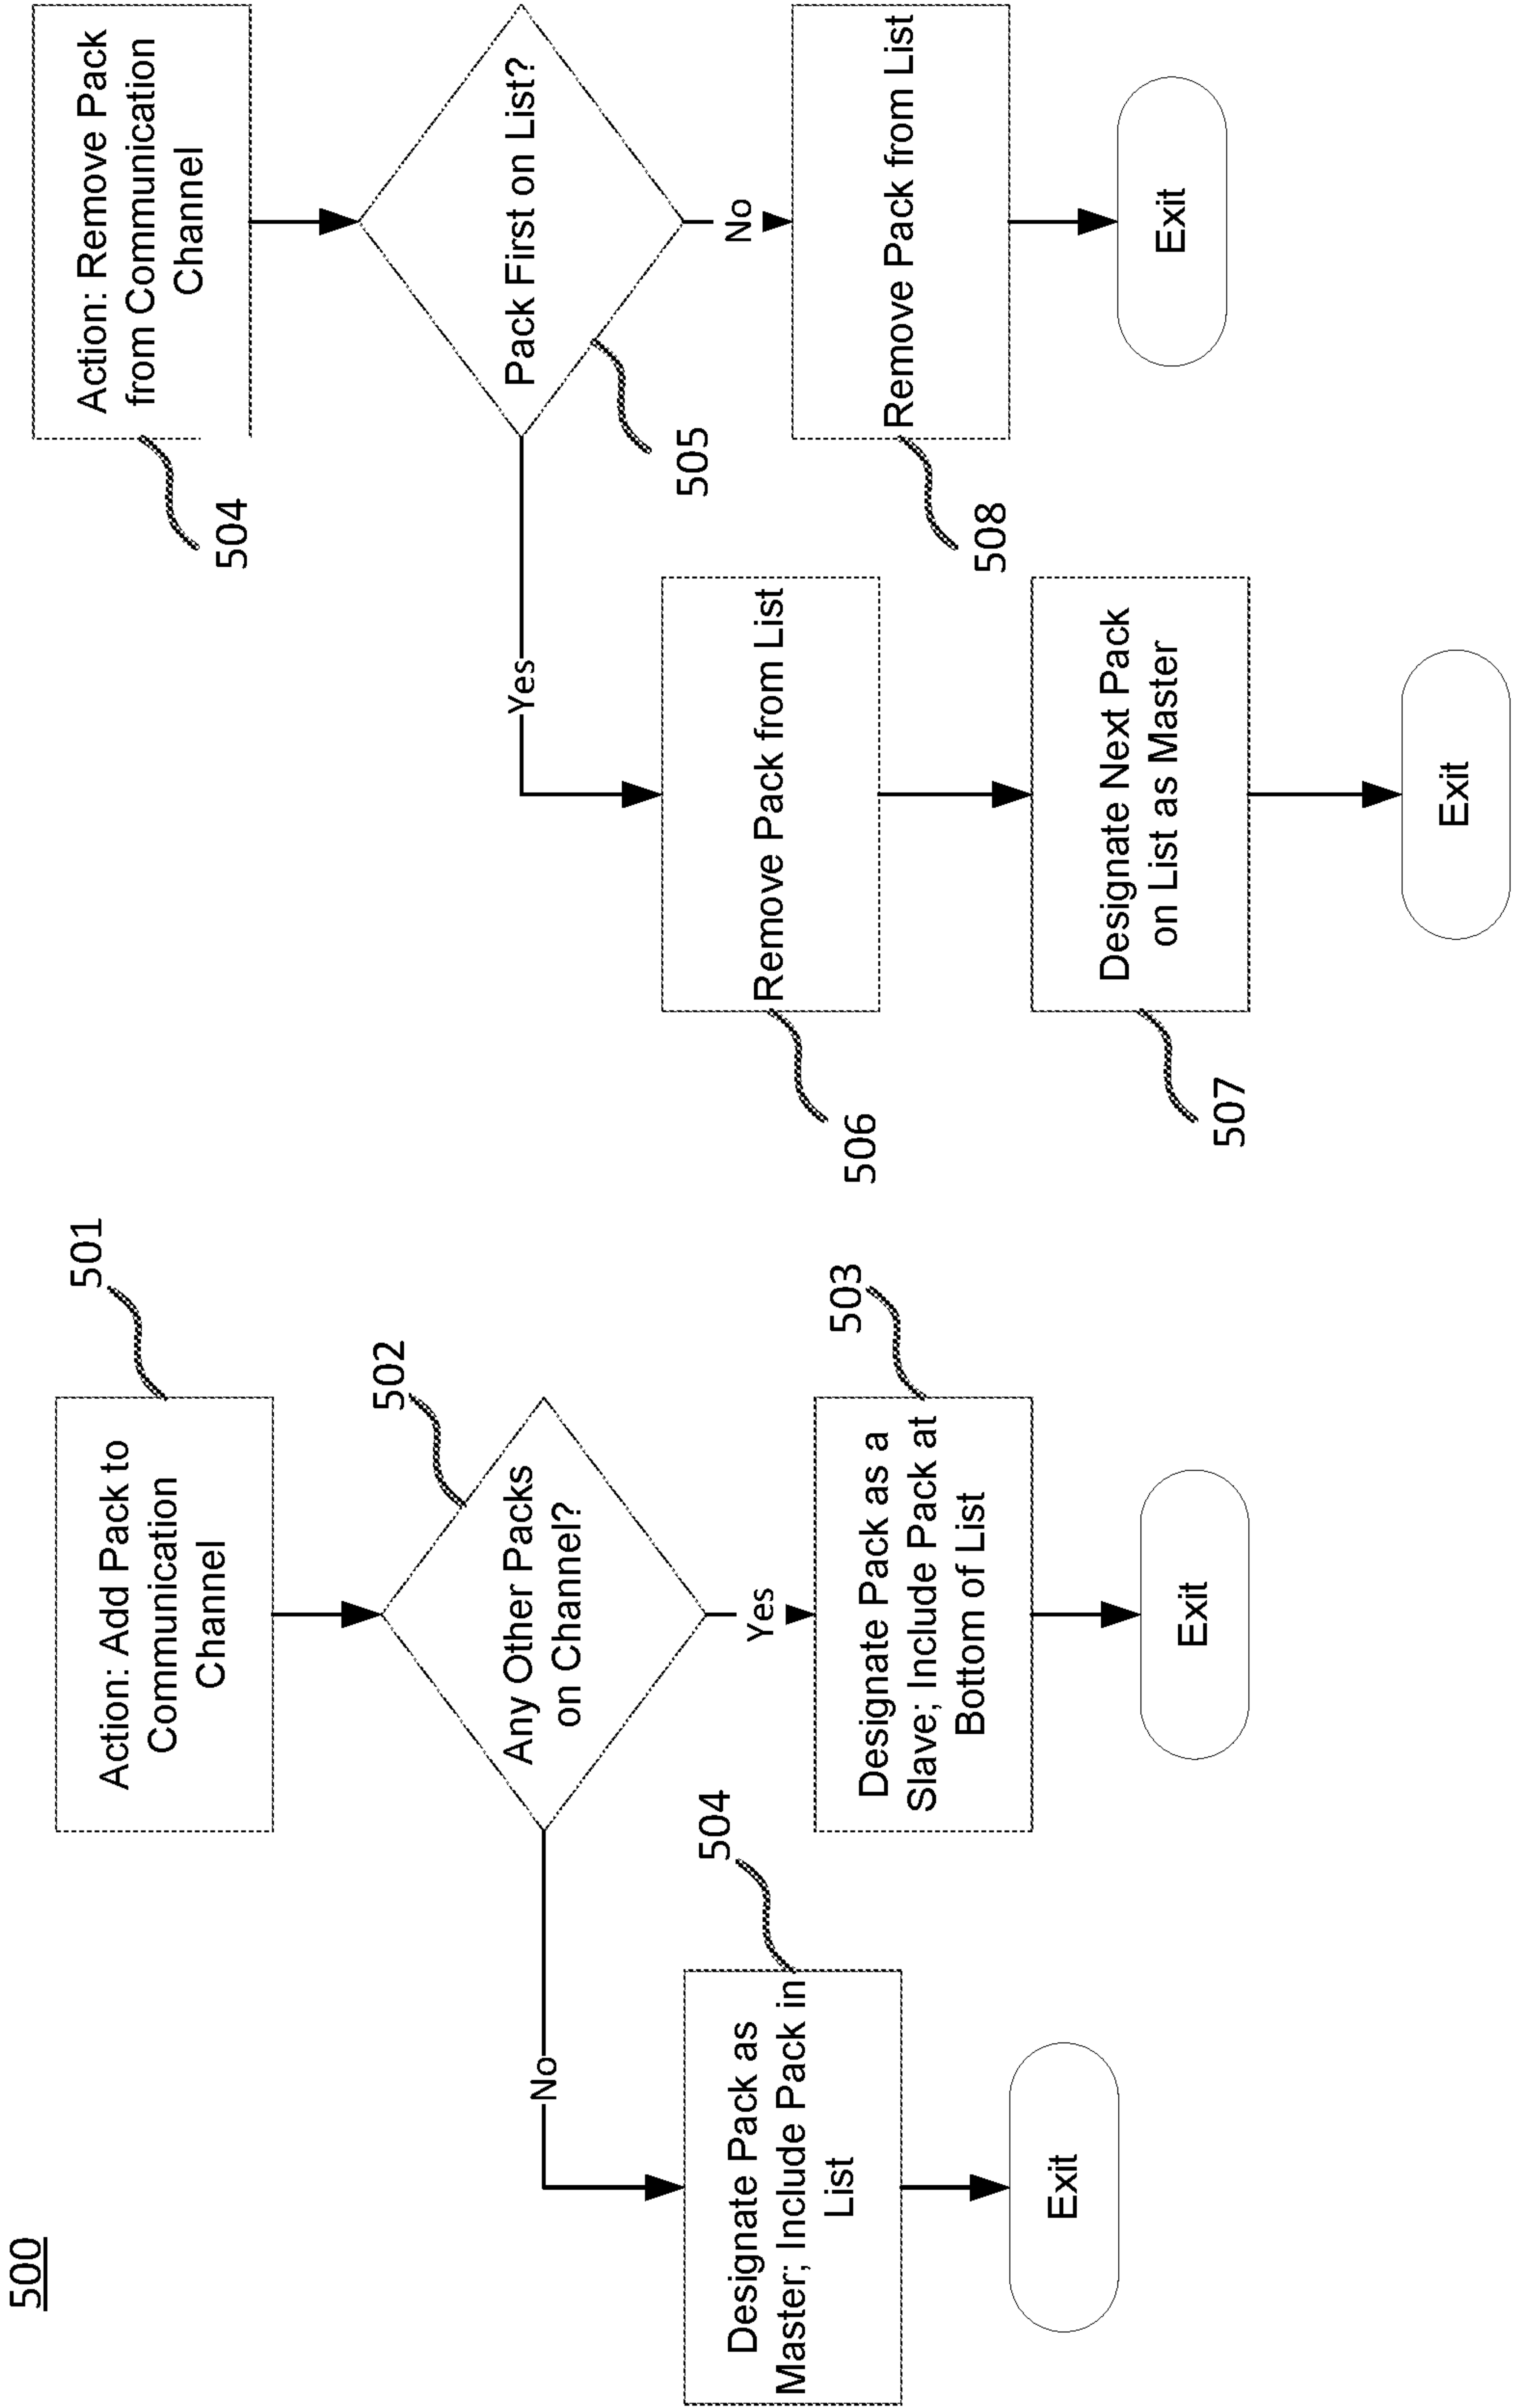 500
Action: Add Pack to
Communication
Channel
501
Any Other Packs
on Channel?
502
No
Yes
Designate Pack as
Master; Include Pack in
List
504
Designate Pack as a
Slave; Include Pack at
Bottom of List
503
Exit
Exit
Action: Remove Pack
from Communication
Channel
504
Pack First on List?
505
Yes
No
Remove Pack from List
506
Remove Pack from List
508
Designate Next Pack
on List as Master
507
Exit
Exit